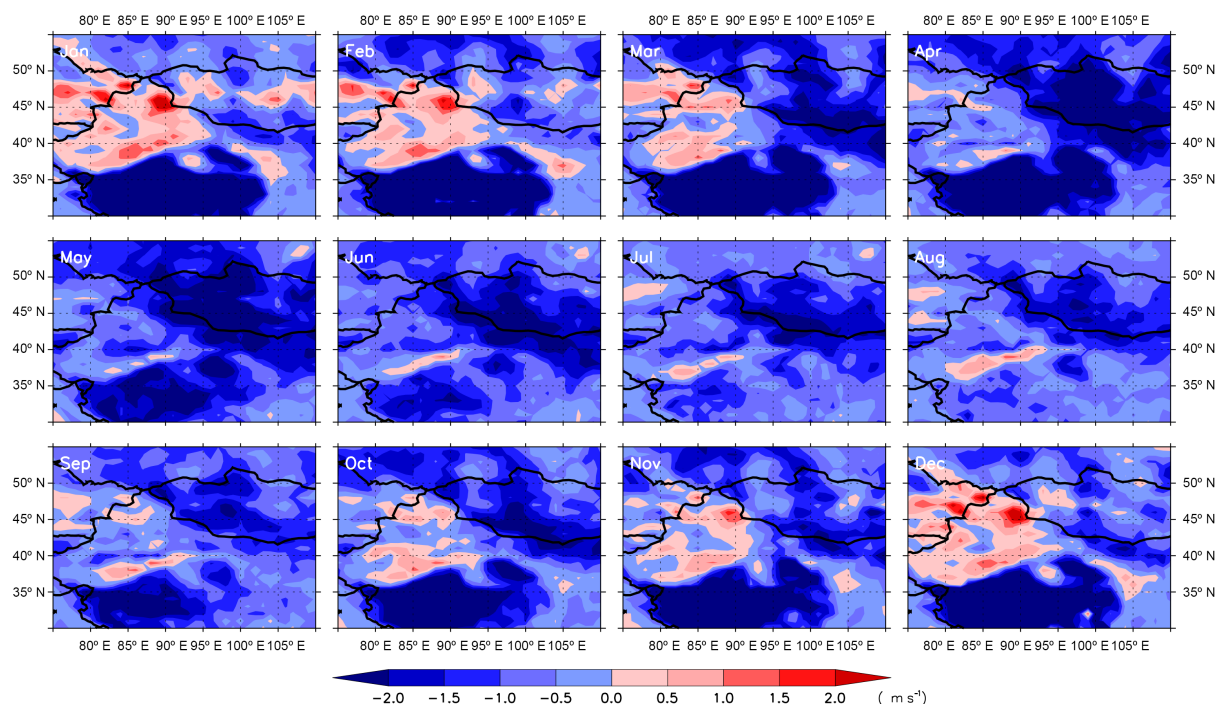 80º E 85º E 90º E 95º E 100º E 105º E 80º E 85º E 90º E 95º E 100º E 105º E 80º E 85º E 90º E 95º E 100º E 105º E 80º E 85º E 90º E 95º E 100º E 105º E
Jan Feb Mar Apr
50º N 50º N
45º N 45º N
40º N 40º N
35º N 35º N
May Jun Jul Aug
50º N 50º N
45º N 45º N
40º N 40º N
35º N 35º N
Sep Oct Nov Dec
50º N 50º N
45º N 45º N
40º N 40º N
35º N 35º N
80º E 85º E 90º E 95º E 100º E 105º E 80º E 85º E 90º E 95º E 100º E 105º E 80º E 85º E 90º E 95º E 100º E 105º E 80º E 85º E 90º E 95º E 100º E 105º E
−2.0 −1.5 −1.0 −0.5 0.0 0.5 1.0 1.5 2.0 ( m s⁻¹)